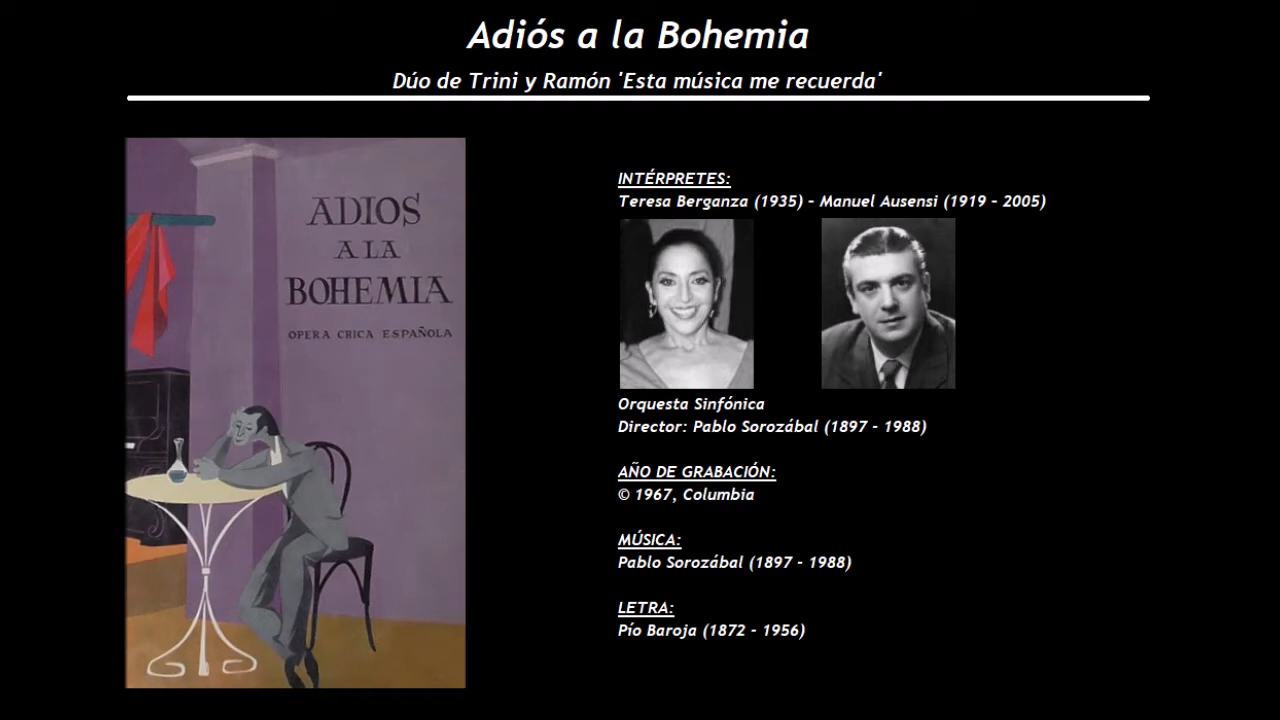 Adiós a la Bohemia
Dúo de Trini y Ramón 'Esta música me recuerda'
ADIOS
A LA
BOHEMIA
OPERA CHICA ESPAÑOLA
INTÉRPRETES:
Teresa Berganza (1935) – Manuel Ausensi (1919 – 2005)
Orquesta Sinfónica
Director: Pablo Sorozábal (1897 - 1988)
AÑO DE GRABACIÓN:
© 1967, Columbia
MÚSICA:
Pablo Sorozábal (1897 - 1988)
LETRA:
Pío Baroja (1872 - 1956)